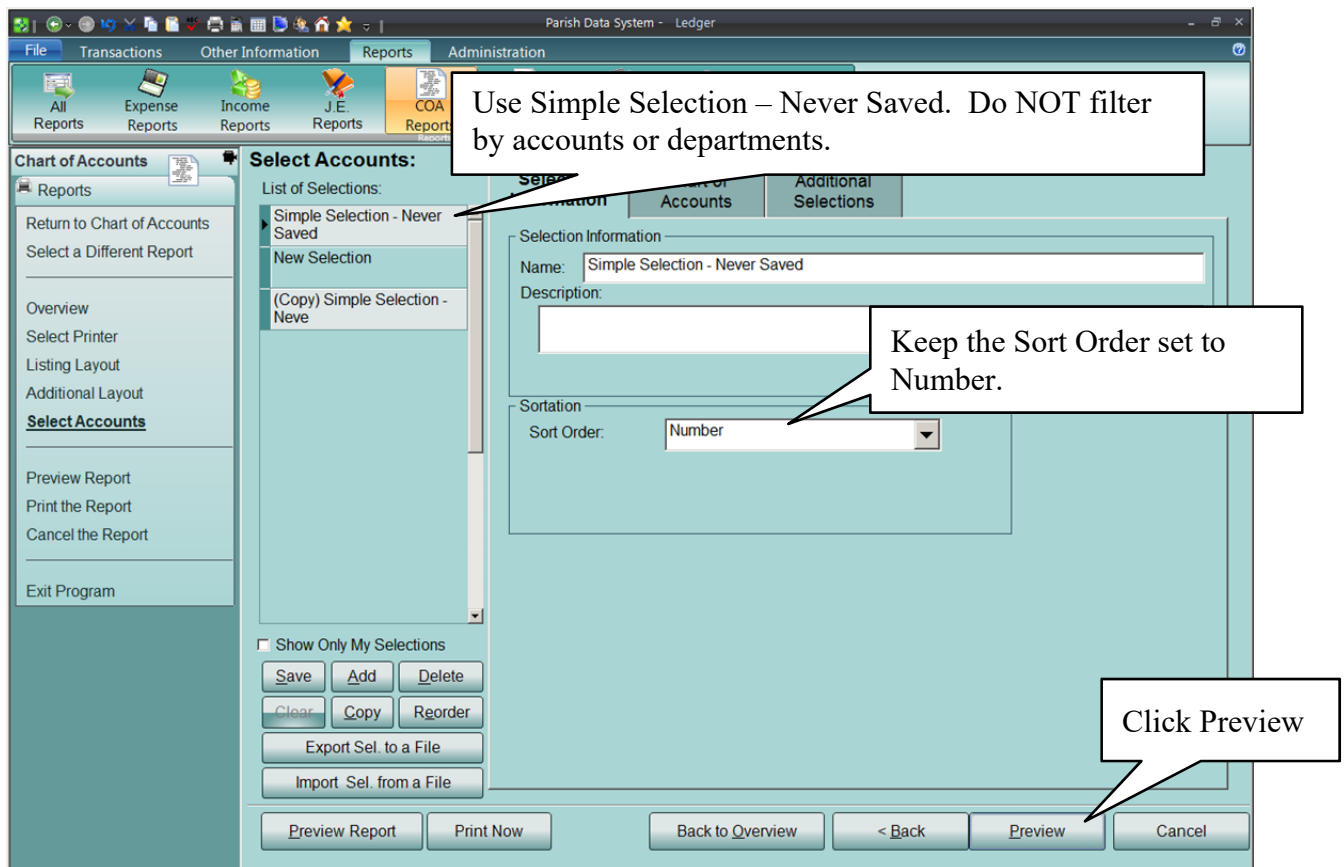 Parish Data System - Ledger
File Transactions Other Information Reports Administration
All Reports
Expense Reports
Income Reports
J.E. Reports
COA Reports
Use Simple Selection – Never Saved. Do NOT filter
by accounts or departments.
Chart of Accounts
Reports
Return to Chart of Accounts
Select a Different Report
Overview
Select Printer
Listing Layout
Additional Layout
Select Accounts
Preview Report
Print the Report
Cancel the Report
Exit Program
Select Accounts:
List of Selections:
Simple Selection - Never
Saved
New Selection
(Copy) Simple Selection -
Neve
Show Only My Selections
Save Add Delete
Clear Copy Reorder
Export Sel. to a File
Import Sel. from a File
Accounts
Additional
Selections
Selection Information
Name: Simple Selection - Never Saved
Description:
Keep the Sort Order set to
Number.
Sortation
Sort Order: Number
Click Preview
Preview Report Print Now Back to Overview < Back Preview Cancel